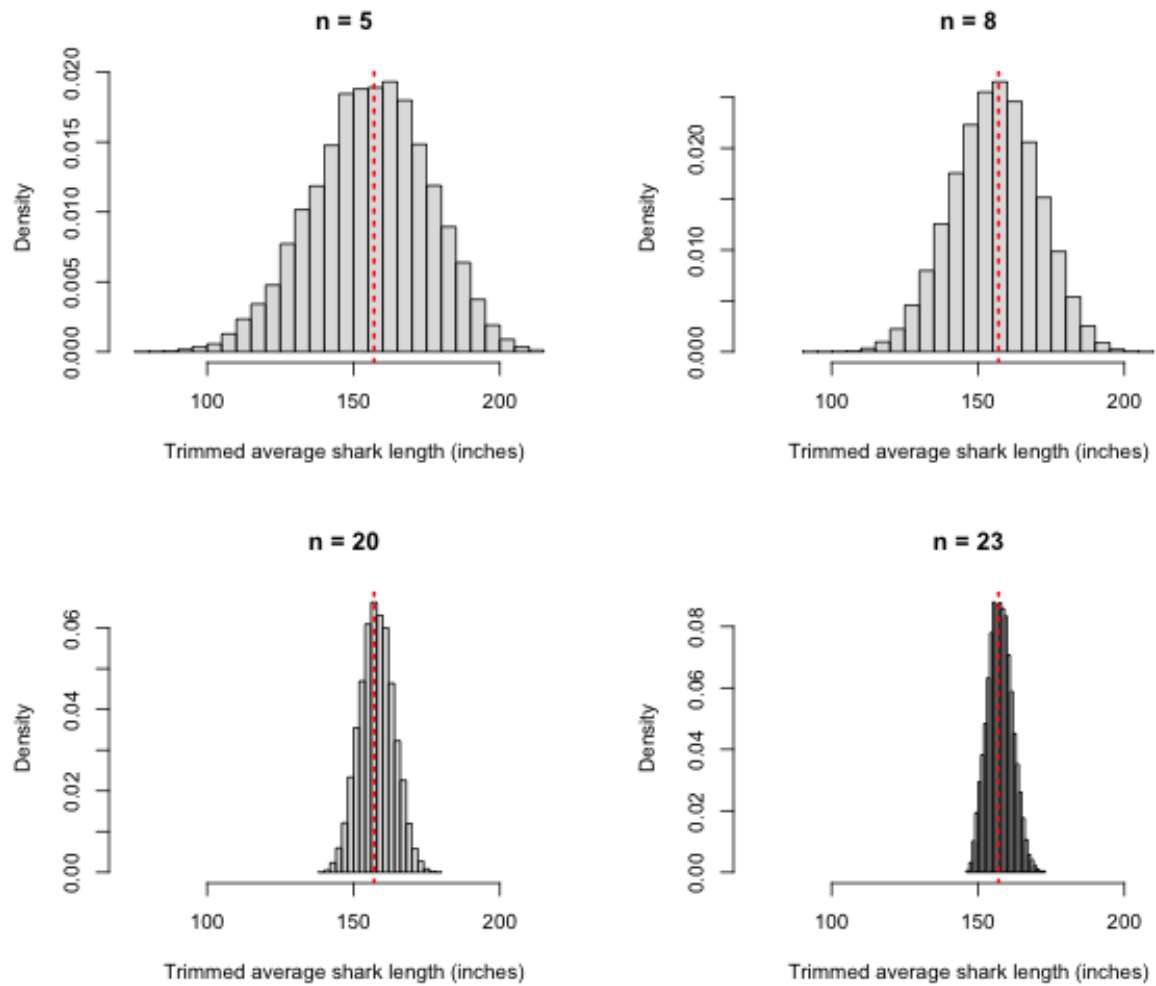 n = 5
0.020
0.015
0.010
0.005
0.000
Density
100 150 200
Trimmed average shark length (inches)
n = 8
0.020
0.010
0.000
Density
100 150 200
Trimmed average shark length (inches)
n = 20
0.06
0.04
0.02
0.00
Density
100 150 200
Trimmed average shark length (inches)
n = 23
0.08
0.06
0.04
0.02
0.00
Density
100 150 200
Trimmed average shark length (inches)